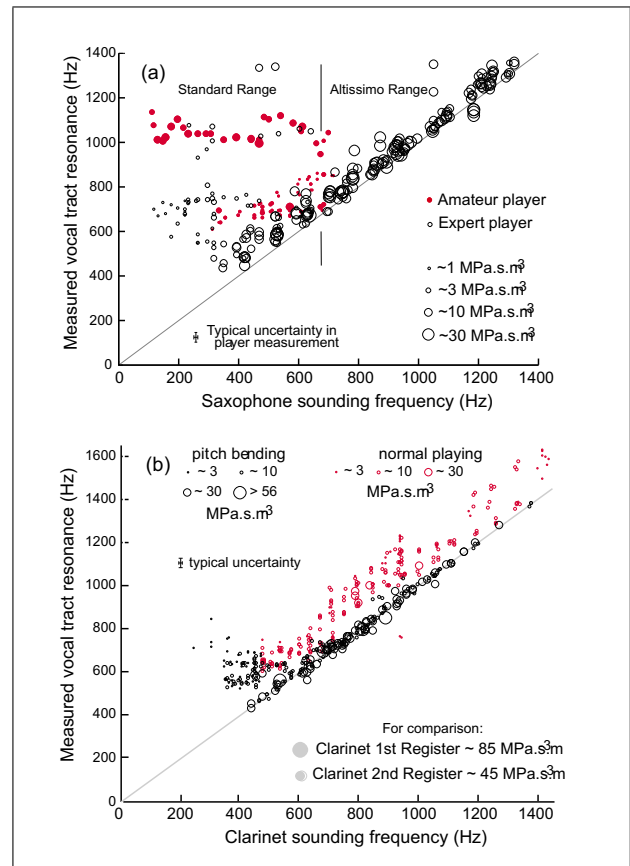 1400
(a)
1200
Standard Range
Altissimo Range
1000
800
Amateur player
Expert player
600
~1 MPa.s.m3
~3 MPa.s.m3
400
~10 MPa.s.m3
~30 MPa.s.m3
200
Typical uncertainty in
player measurement
0
0 200 400 600 800 1000 1200 1400
Saxophone sounding frequency (Hz)
Measured vocal tract resonance (Hz)
1600
(b)
pitch bending
normal playing
~ 3 ~ 10
~ 3 ~ 10 ~ 30
~ 30 > 56
MPa.s.m3
MPa.s.m3
1400
1200
typical uncertainty
1000
800
600
400
For comparison:
Clarinet 1st Register ~ 85 MPa.s3m
Clarinet 2nd Register ~ 45 MPa.s3m
200
0
0 200 400 600 800 1000 1200 1400
Clarinet sounding frequency (Hz)
Measured vocal tract resonance (Hz)